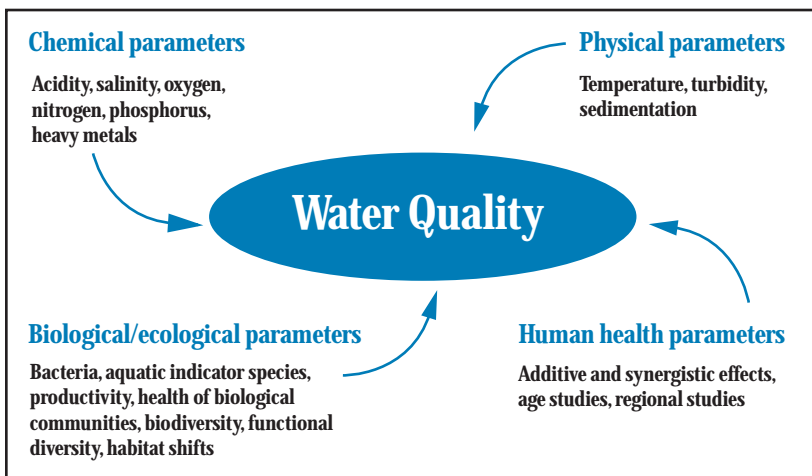 Chemical parameters
Acidity, salinity, oxygen,
nitrogen, phosphorus,
heavy metals
Physical parameters
Temperature, turbidity,
sedimentation
Water Quality
Biological/ecological parameters
Bacteria, aquatic indicator species,
productivity, health of biological
communities, biodiversity, functional
diversity, habitat shifts
Human health parameters
Additive and synergistic effects,
age studies, regional studies